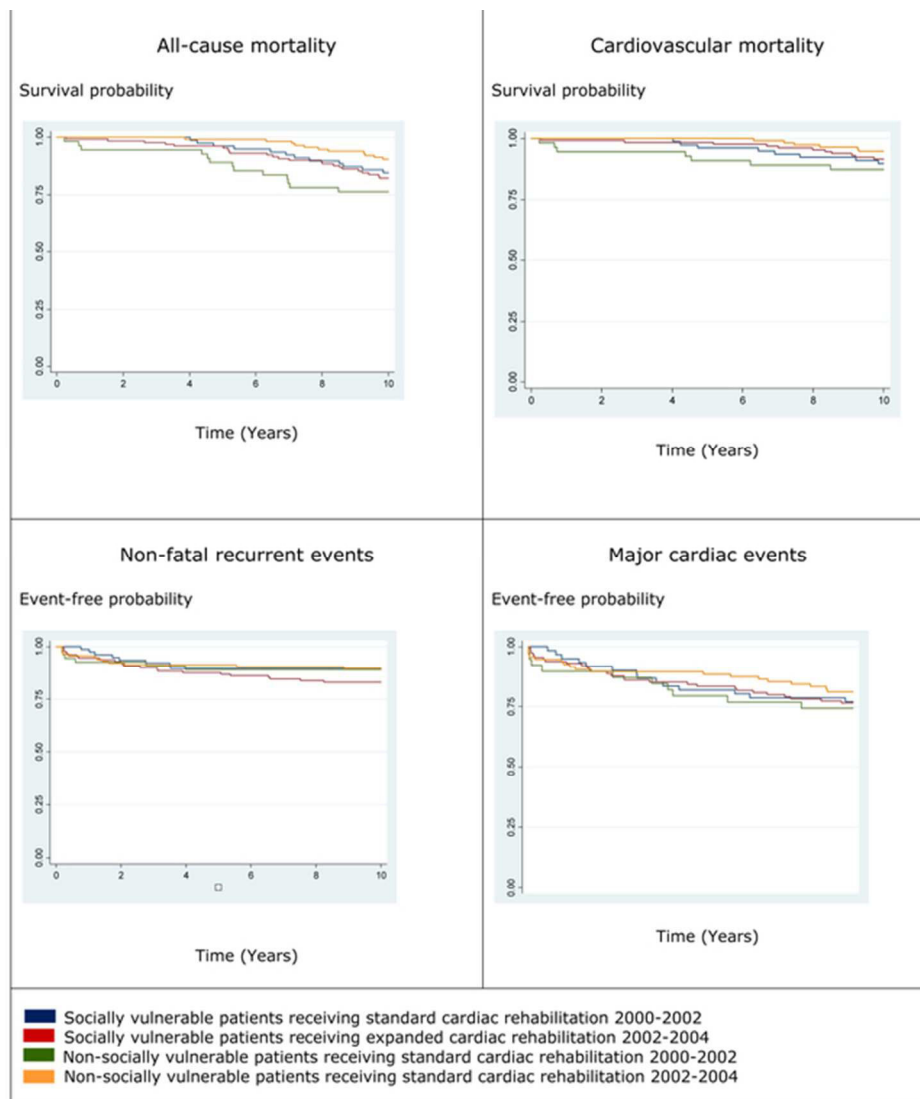 All-cause mortality
Survival probability
1.00
0.75
0.50
0.25
0.00
0 2 4 6 8 10
Time (Years)
Cardiovascular mortality
Survival probability
1.00
0.75
0.50
0.25
0.00
0 2 4 6 8 10
Time (Years)
Non-fatal recurrent events
Event-free probability
1.00
0.75
0.50
0.25
0.00
0 2 4 6 8 10
Time (Years)
Major cardiac events
Event-free probability
1.00
0.75
0.50
0.25
0.00
Time (Years)
Socially vulnerable patients receiving standard cardiac rehabilitation 2000-2002
Socially vulnerable patients receiving expanded cardiac rehabilitation 2002-2004
Non-socially vulnerable patients receiving standard cardiac rehabilitation 2000-2002
Non-socially vulnerable patients receiving standard cardiac rehabilitation 2002-2004